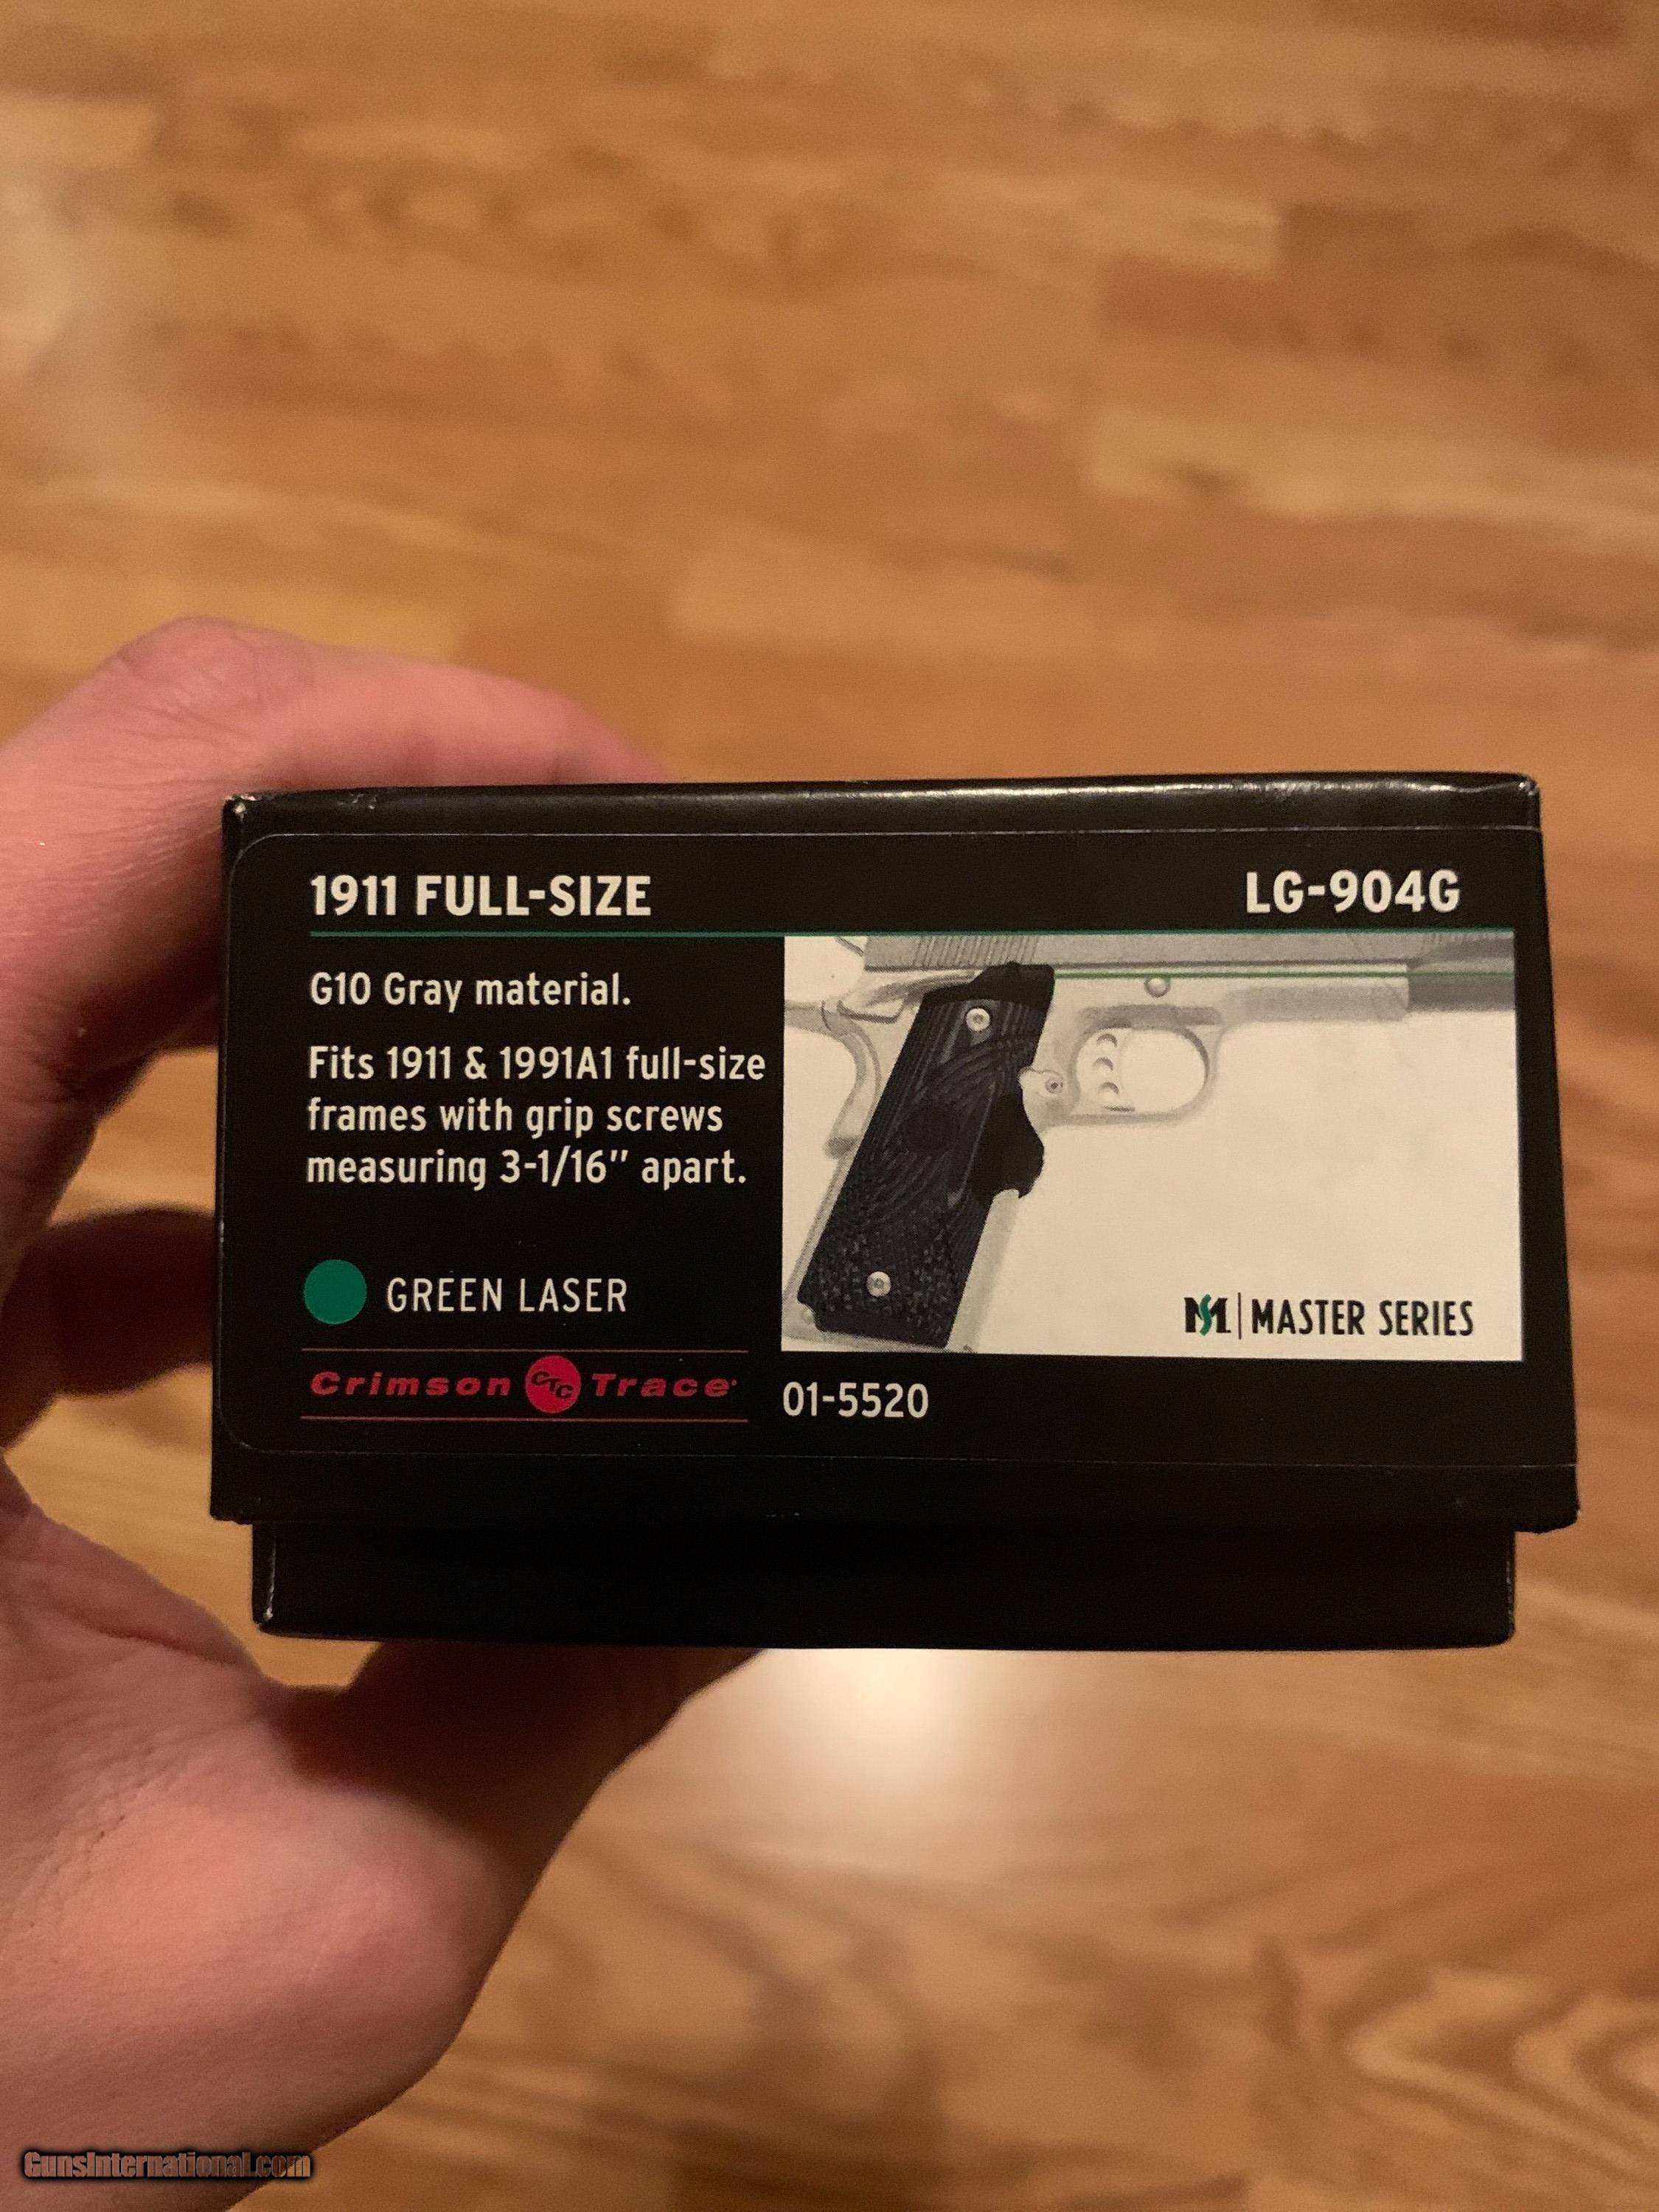 1911 FULL-SIZE
LG-904G
G10 Gray material.
Fits 1911 & 1991A1 full-size
frames with grip screws
measuring 3-1/16" apart.
GREEN LASER
MS MASTER SERIES
Crimson CTC Trace
01-5520
GunsInternational.com